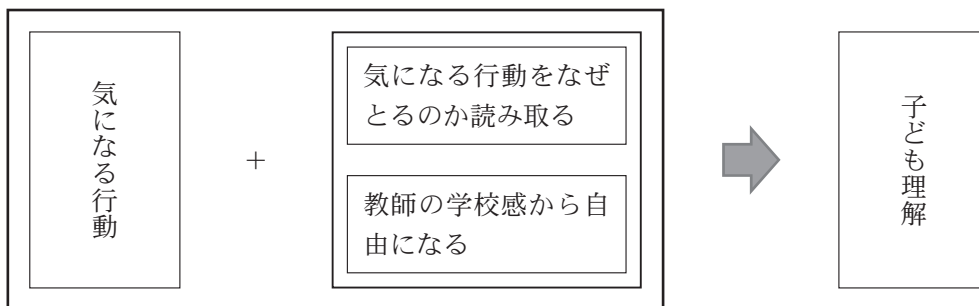 気になる行動
+
気になる行動をなぜ
とるのか読み取る
教師の学校感から自
由になる
子ども理解